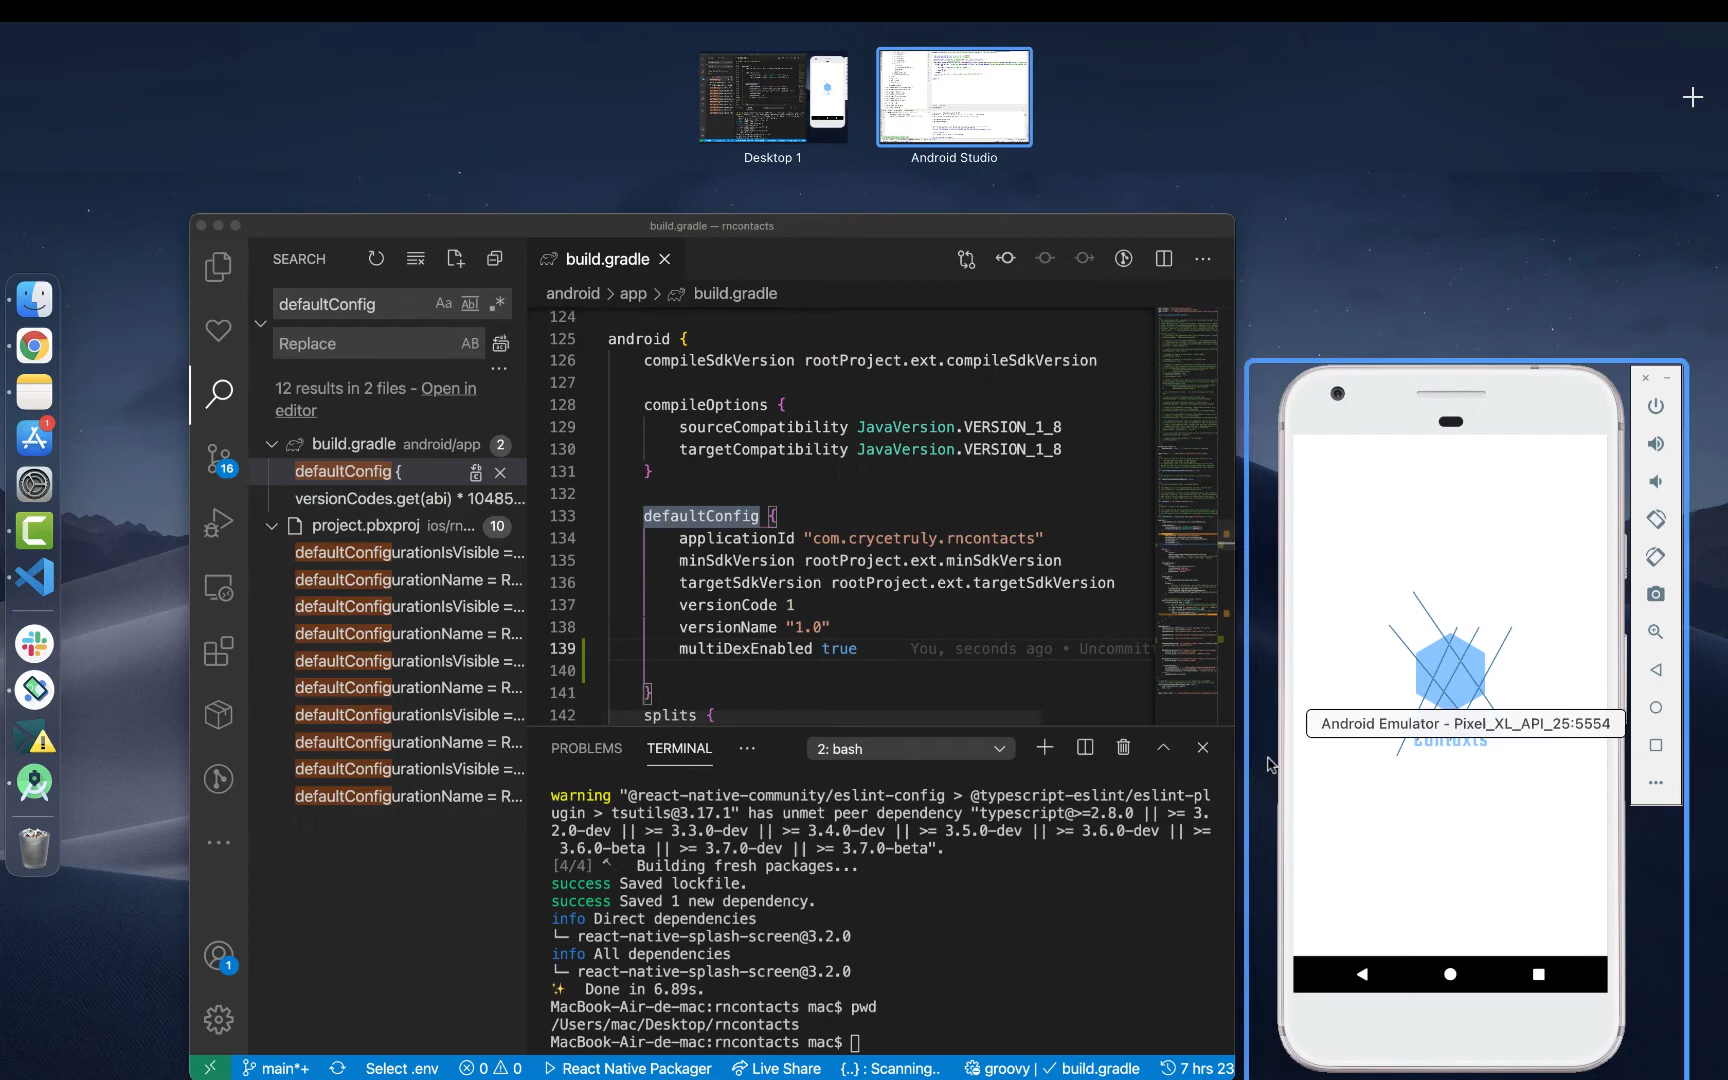 Desktop 1
Android Studio
build.gradle — rncontacts
SEARCH
defaultConfig
Aa
Ab
Replace
AB
12 results in 2 files - Open in
editor
build.gradle android/app 2
defaultConfig {
versionCodes.get(abi) * 10485...
project.pbxproj ios/rn... 10
defaultConfigurationIsVisible =...
defaultConfigurationName = R...
defaultConfigurationIsVisible =...
defaultConfigurationName = R...
defaultConfigurationIsVisible =...
defaultConfigurationName = R...
defaultConfigurationIsVisible =...
defaultConfigurationName = R...
defaultConfigurationIsVisible =...
defaultConfigurationName = R...
1
16
1
build.gradle
android > app > build.gradle
124
125 android {
126 compileSdkVersion rootProject.ext.compileSdkVersion
127
128 compileOptions {
129 sourceCompatibility JavaVersion.VERSION_1_8
130 targetCompatibility JavaVersion.VERSION_1_8
131 }
132
133 defaultConfig {
134 applicationId "com.crycetruly.rncontacts"
135 minSdkVersion rootProject.ext.minSdkVersion
136 targetSdkVersion rootProject.ext.targetSdkVersion
137 versionCode 1
138 versionName "1.0"
139 multiDexEnabled true You, seconds ago • Uncommitt
140
141 }
142 splits {
PROBLEMS TERMINAL ... 2: bash
warning "@react-native-community/eslint-config > @typescript-eslint/eslint-pl
ugin > tsutils@3.17.1" has unmet peer dependency "typescript@>=2.8.0 || >= 3.
2.0-dev || >= 3.3.0-dev || >= 3.4.0-dev || >= 3.5.0-dev || >= 3.6.0-dev || >=
3.6.0-beta || >= 3.7.0-dev || >= 3.7.0-beta".
[4/4] Building fresh packages...
success Saved lockfile.
success Saved 1 new dependency.
info Direct dependencies
└─ react-native-splash-screen@3.2.0
info All dependencies
└─ react-native-splash-screen@3.2.0
✨ Done in 6.89s.
MacBook-Air-de-mac:rncontacts mac$ pwd
/Users/mac/Desktop/rncontacts
MacBook-Air-de-mac:rncontacts mac$
main*+ Select .env 0 0 React Native Packager Live Share {..} : Scanning.. groovy | ✓ build.gradle 7 hrs 23
Android Emulator - Pixel_XL_API_25:5554